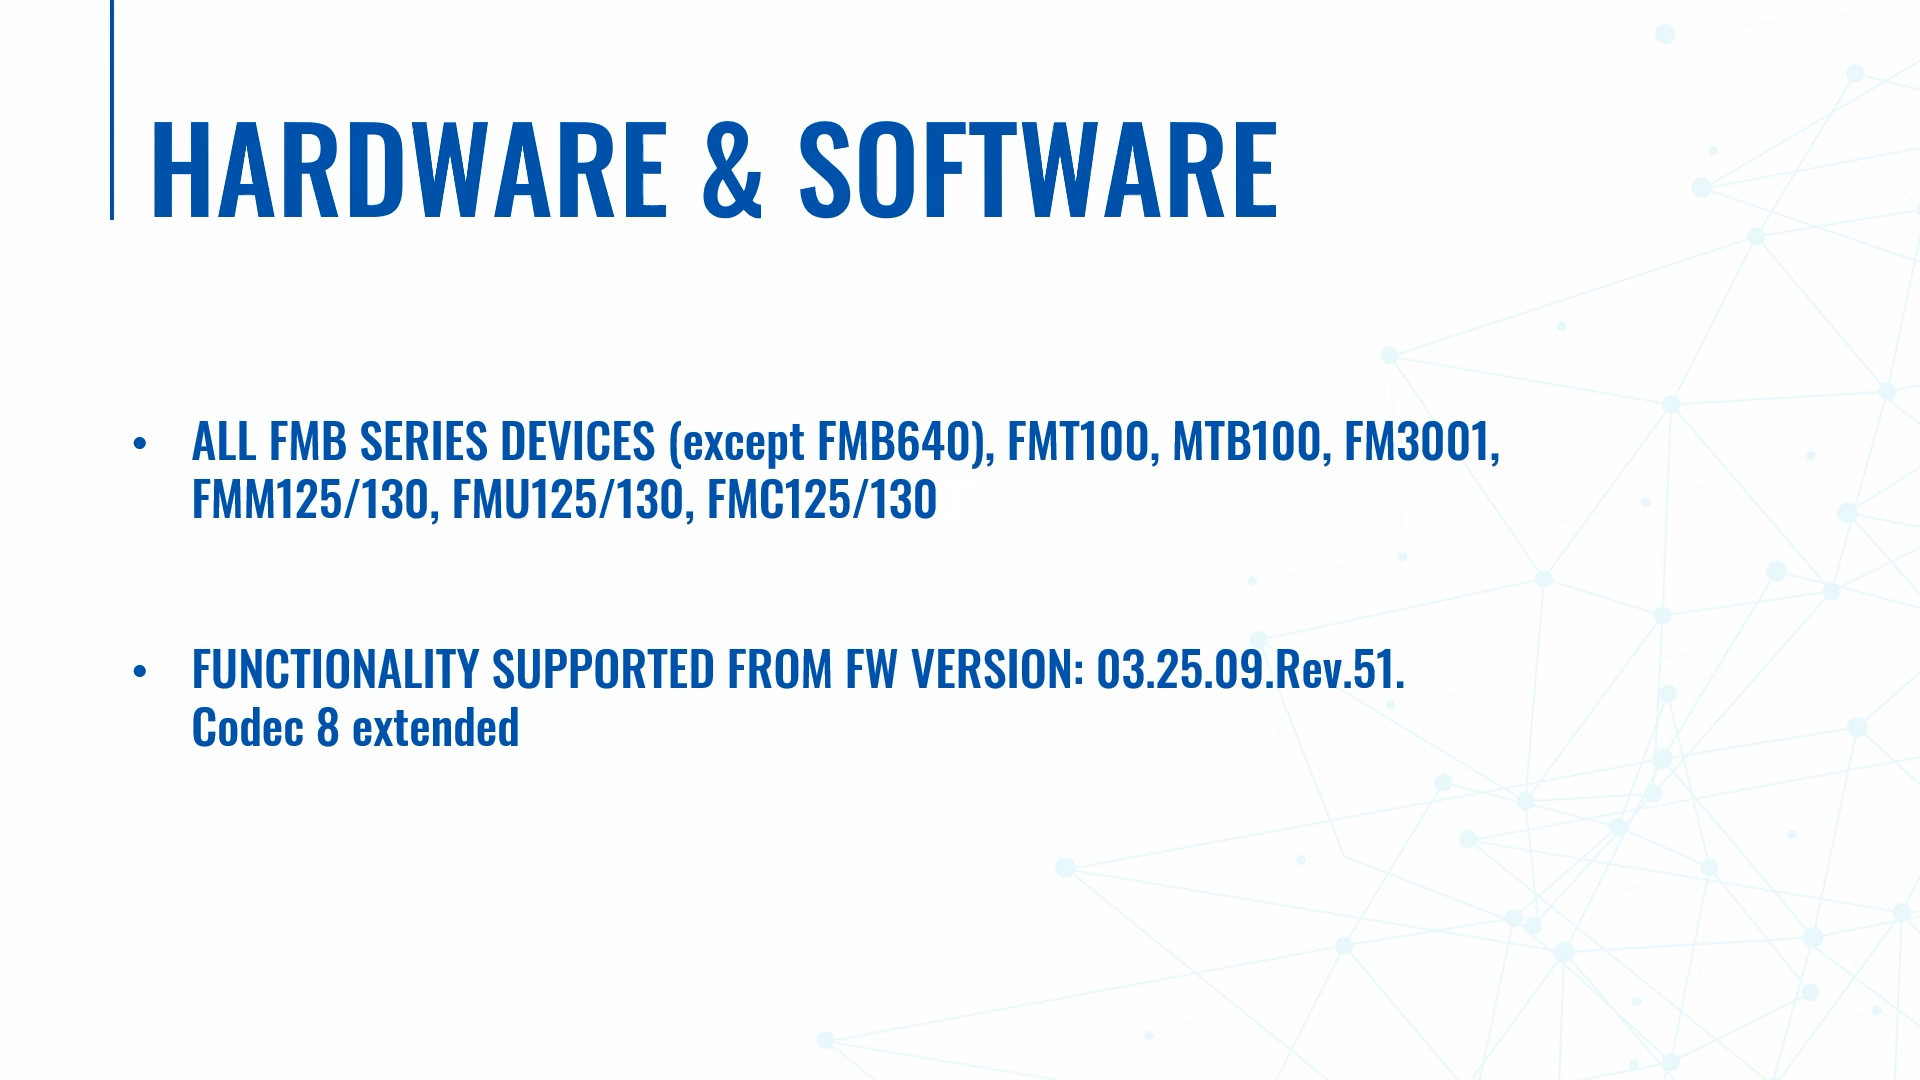 HARDWARE & SOFTWARE
• ALL FMB SERIES DEVICES (except FMB640), FMT100, MTB100, FM3001,
FMM125/130, FMU125/130, FMC125/130
• FUNCTIONALITY SUPPORTED FROM FW VERSION: 03.25.09.Rev.51.
Codec 8 extended